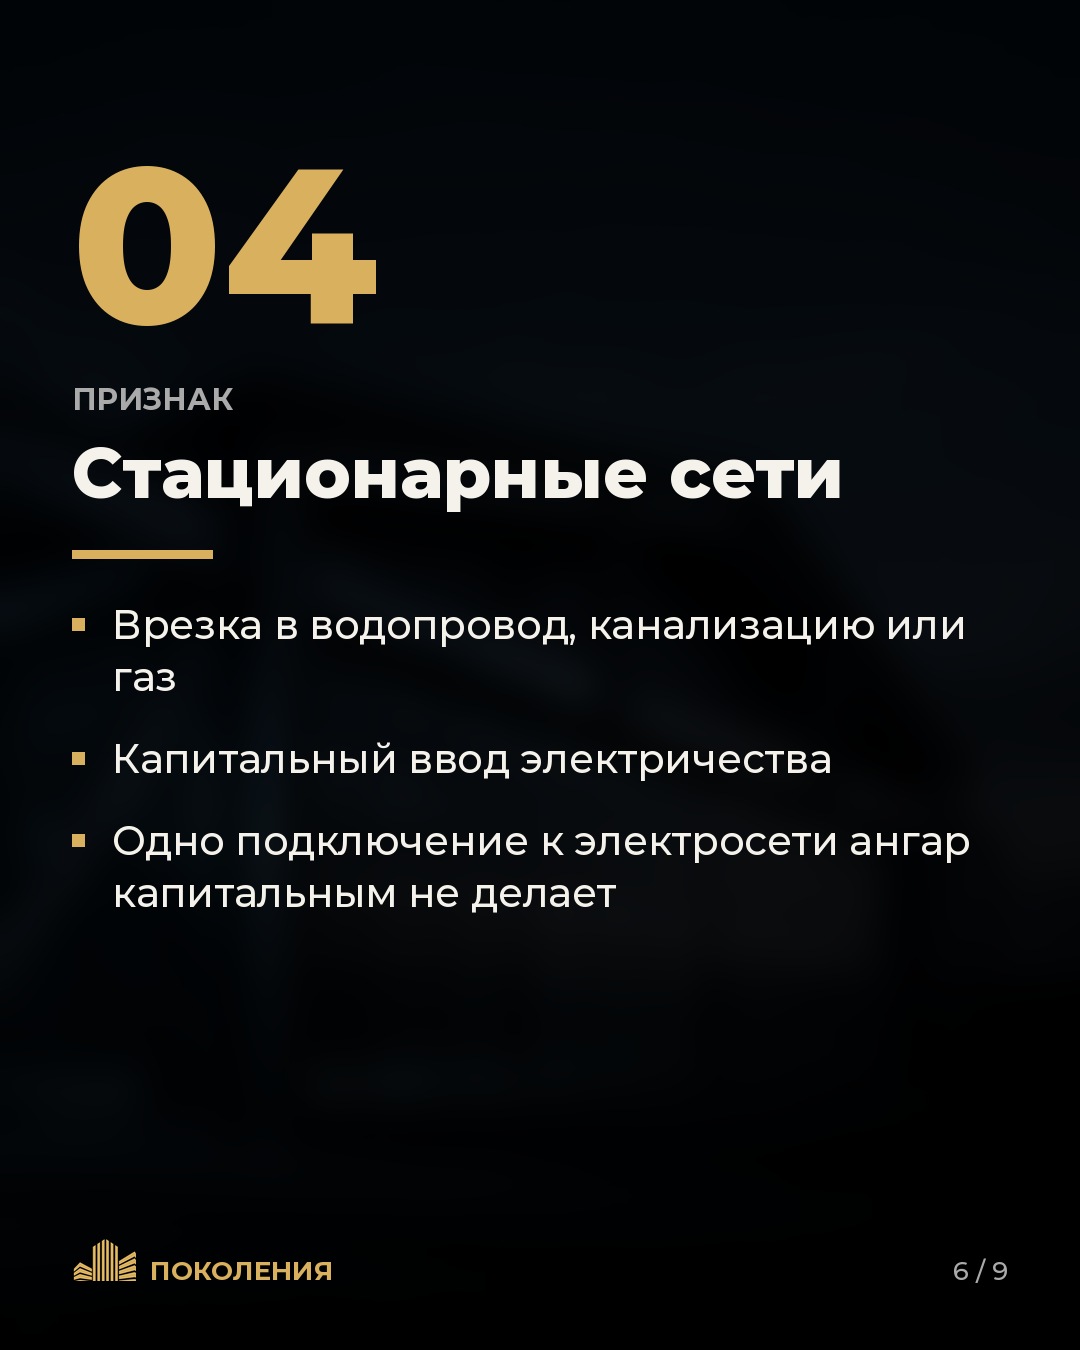 04
ПРИЗНАК
Стационарные сети
Врезка в водопровод, канализацию или
газ
Капитальный ввод электричества
Одно подключение к электросети ангар
капитальным не делает
ПОКОЛЕНИЯ
6 / 9